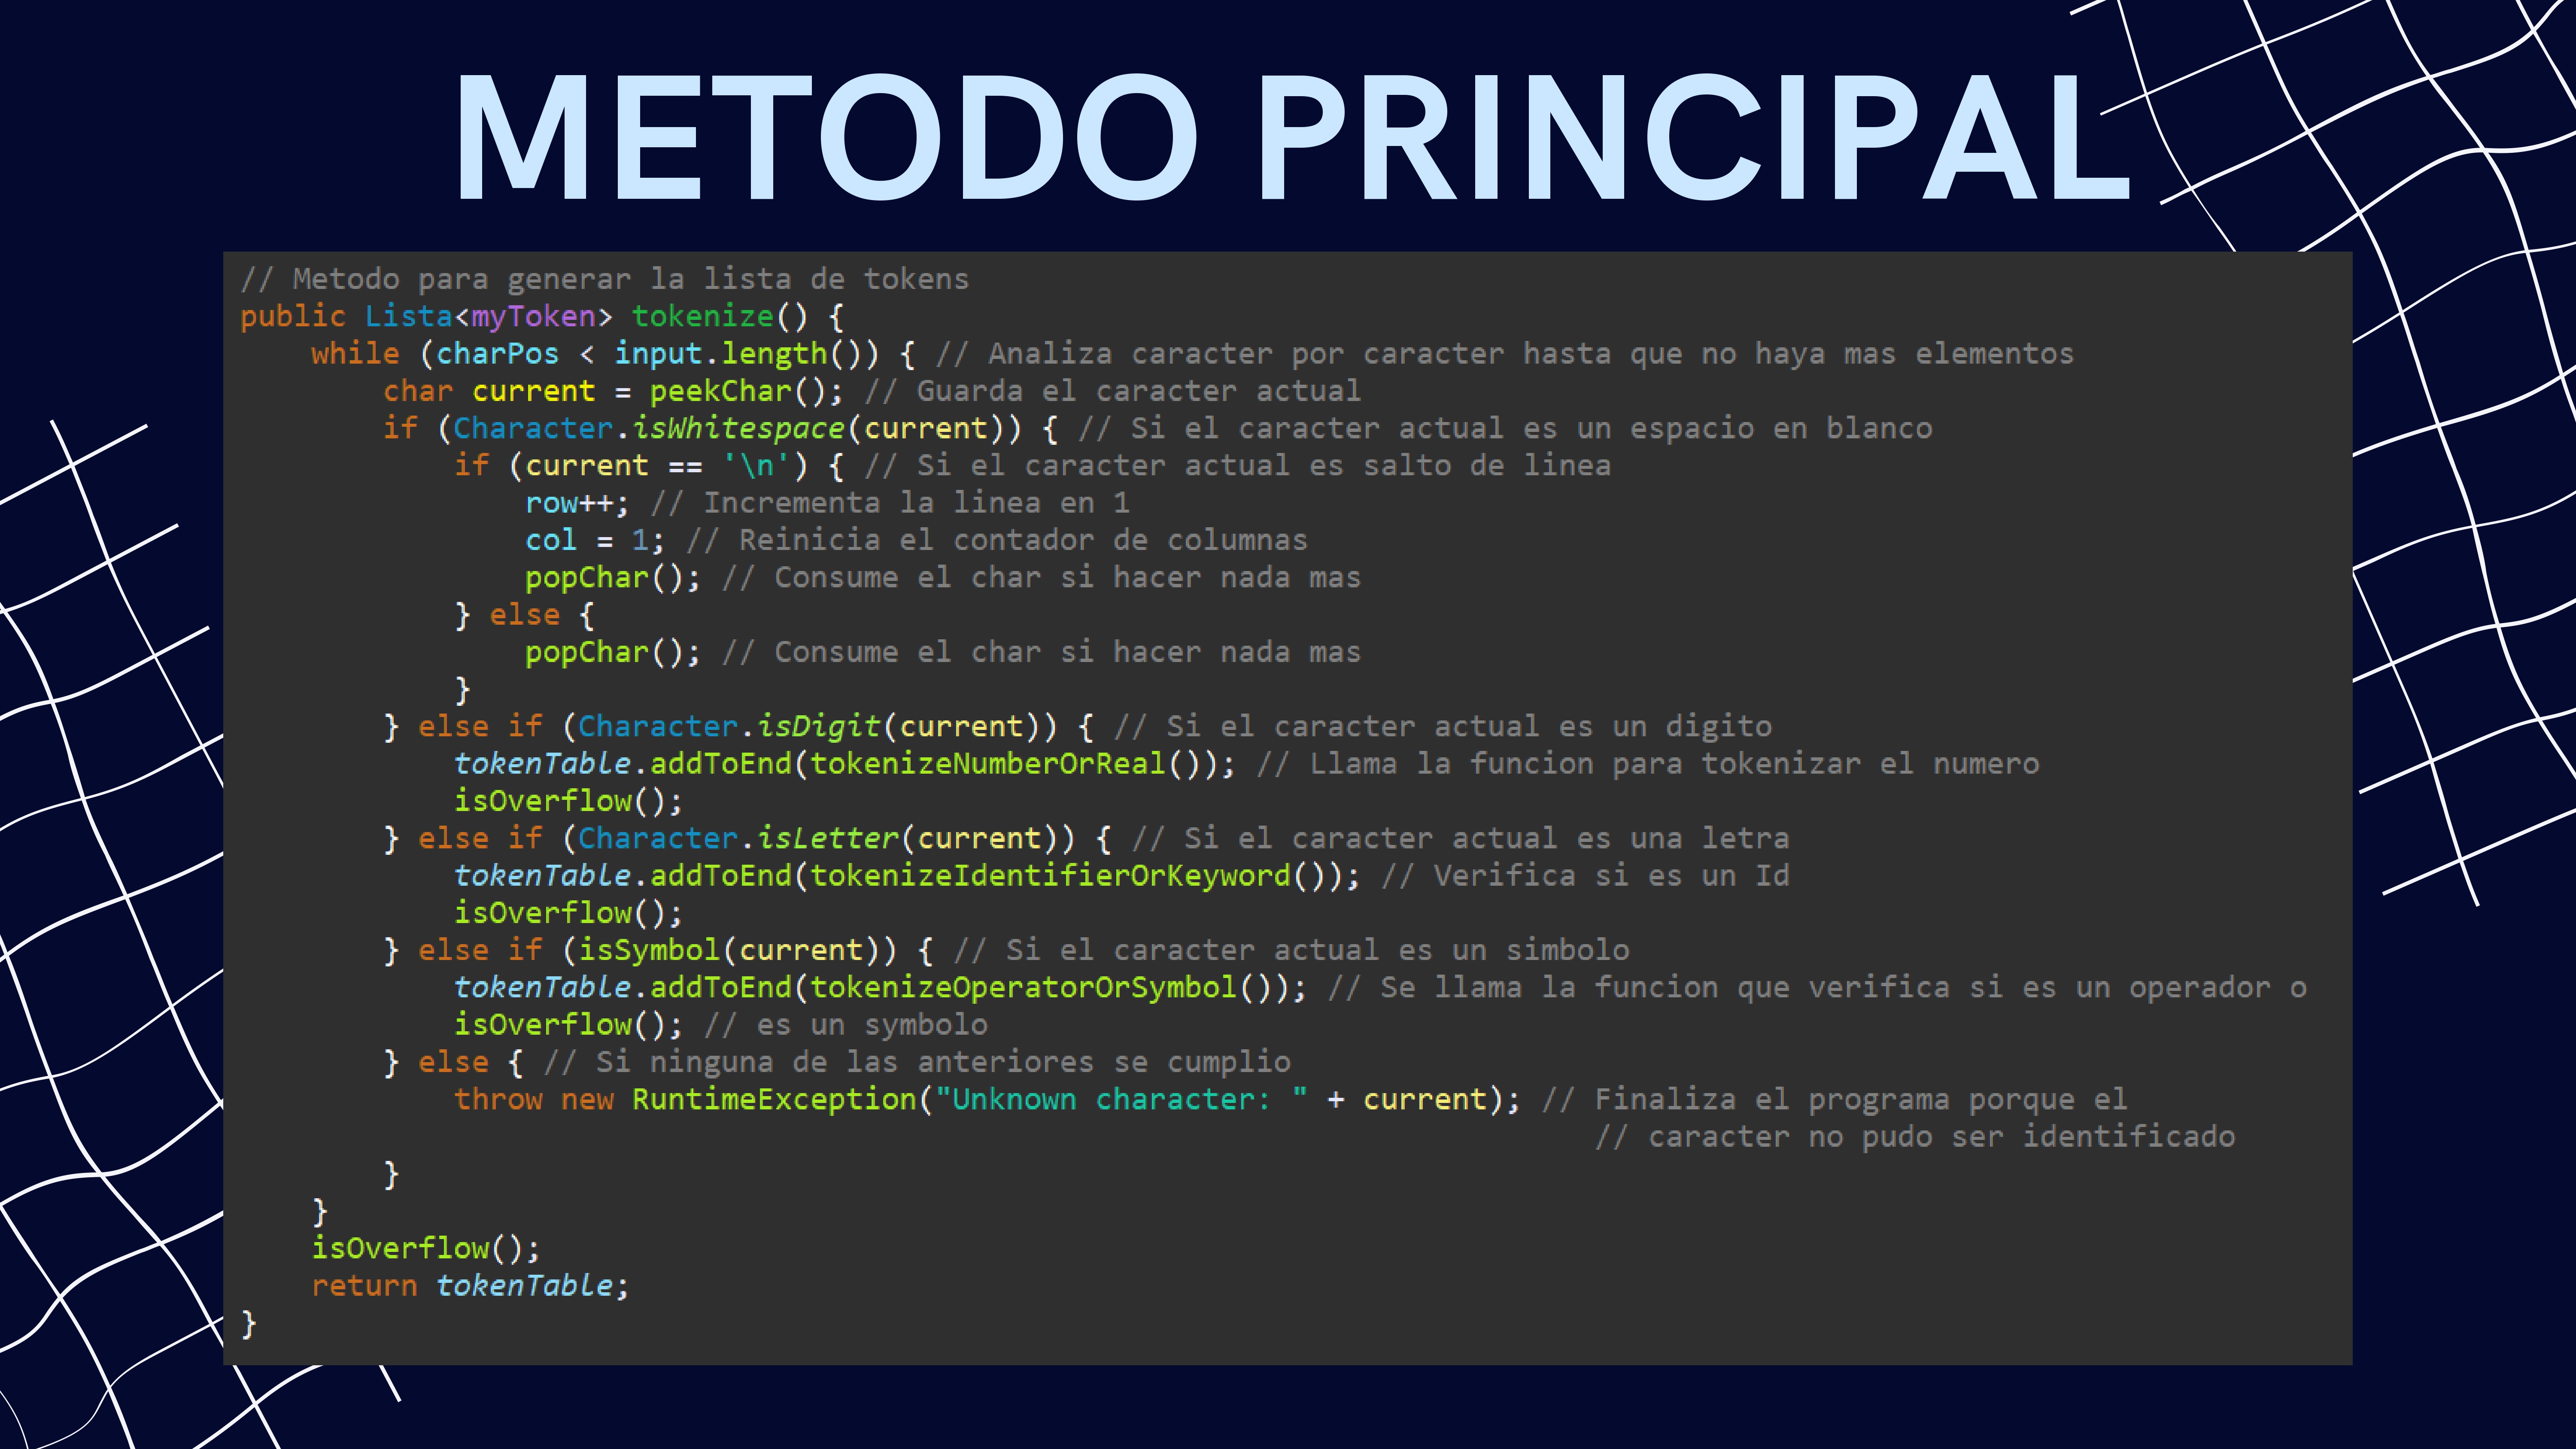 METODO PRINCIPAL
// Metodo para generar la lista de tokens
public Lista<myToken> tokenize() {
    while (charPos < input.length()) { // Analiza caracter por caracter hasta que no haya mas elementos
        char current = peekChar(); // Guarda el caracter actual
        if (Character.isWhitespace(current)) { // Si el caracter actual es un espacio en blanco
            if (current == '\n') { // Si el caracter actual es salto de linea
                row++; // Incrementa la linea en 1
                col = 1; // Reinicia el contador de columnas
                popChar(); // Consume el char si hacer nada mas
            } else {
                popChar(); // Consume el char si hacer nada mas
            }
        } else if (Character.isDigit(current)) { // Si el caracter actual es un digito
            tokenTable.addToEnd(tokenizeNumberOrReal()); // Llama la funcion para tokenizar el numero
            isOverflow();
        } else if (Character.isLetter(current)) { // Si el caracter actual es una letra
            tokenTable.addToEnd(tokenizeIdentifierOrKeyword()); // Verifica si es un Id
            isOverflow();
        } else if (isSymbol(current)) { // Si el caracter actual es un simbolo
            tokenTable.addToEnd(tokenizeOperatorOrSymbol()); // Se llama la funcion que verifica si es un operador o
            isOverflow(); // es un symbolo
        } else { // Si ninguna de las anteriores se cumplio
            throw new RuntimeException("Unknown character: " + current); // Finaliza el programa porque el
                                                                            // caracter no pudo ser identificado
        }
    }
    isOverflow();
    return tokenTable;
}